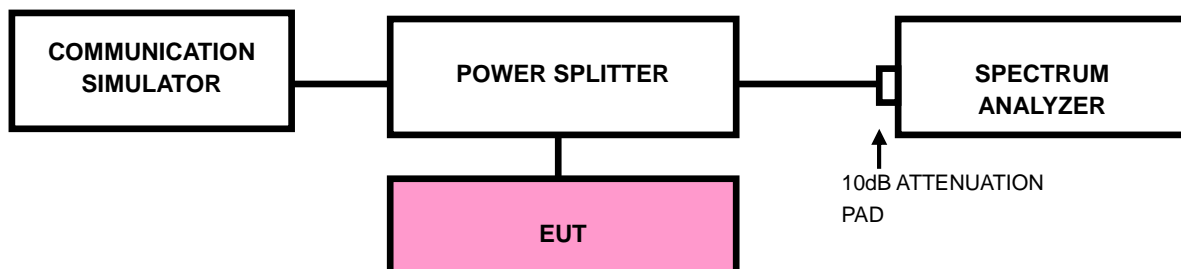 COMMUNICATION
SIMULATOR
POWER SPLITTER
SPECTRUM
ANALYZER
10dB ATTENUATION
PAD
EUT